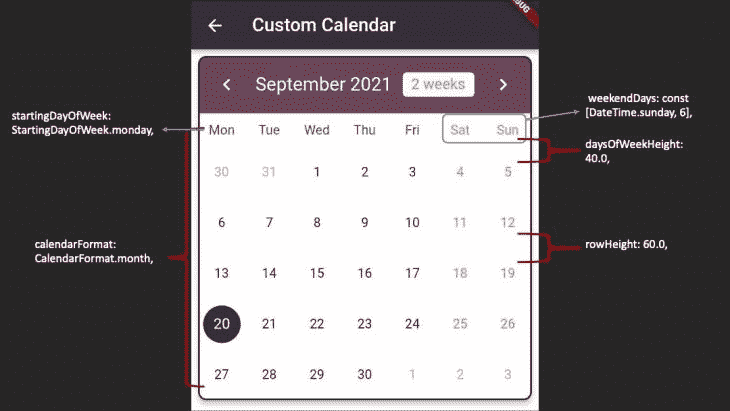 BUG
Custom Calendar
September 2021 2 weeks
startingDayOfWeek:
StartingDayOfWeek.monday,
weekendDays: const
[DateTime.sunday, 6],
Mon Tue Wed Thu Fri Sat Sun
daysOfWeekHeight:
40.0,
30 31 1 2 3 4 5
6 7 8 9 10 11 12
calendarFormat:
CalendarFormat.month,
rowHeight: 60.0,
13 14 15 16 17 18 19
20 21 22 23 24 25 26
27 28 29 30 1 2 3